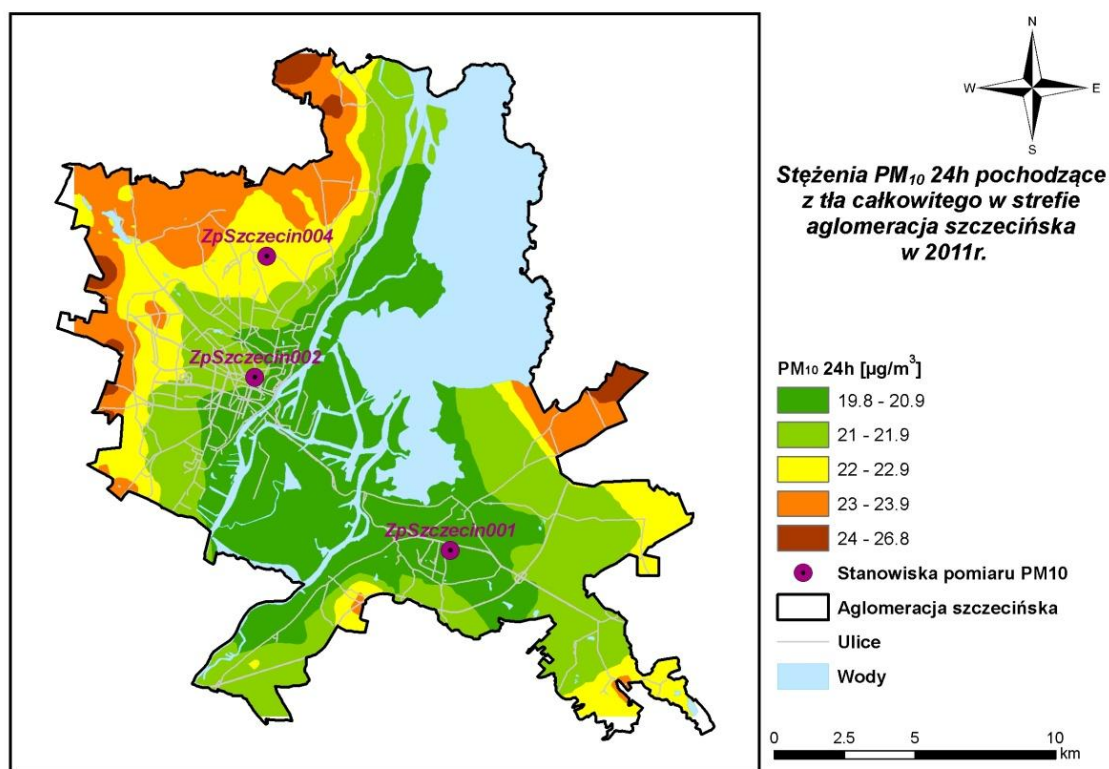 N
W E
S
Stężenia PM10 24h pochodzące
z tła całkowitego w strefie
aglomeracja szczecińska
w 2011r.
ZpSzczecin004
ZpSzczecin002
ZpSzczecin001
PM10 24h [µg/m³]
19.8 - 20.9
21 - 21.9
22 - 22.9
23 - 23.9
24 - 26.8
Stanowiska pomiaru PM10
Aglomeracja szczecińska
Ulice
Wody
0 2.5 5 10
km